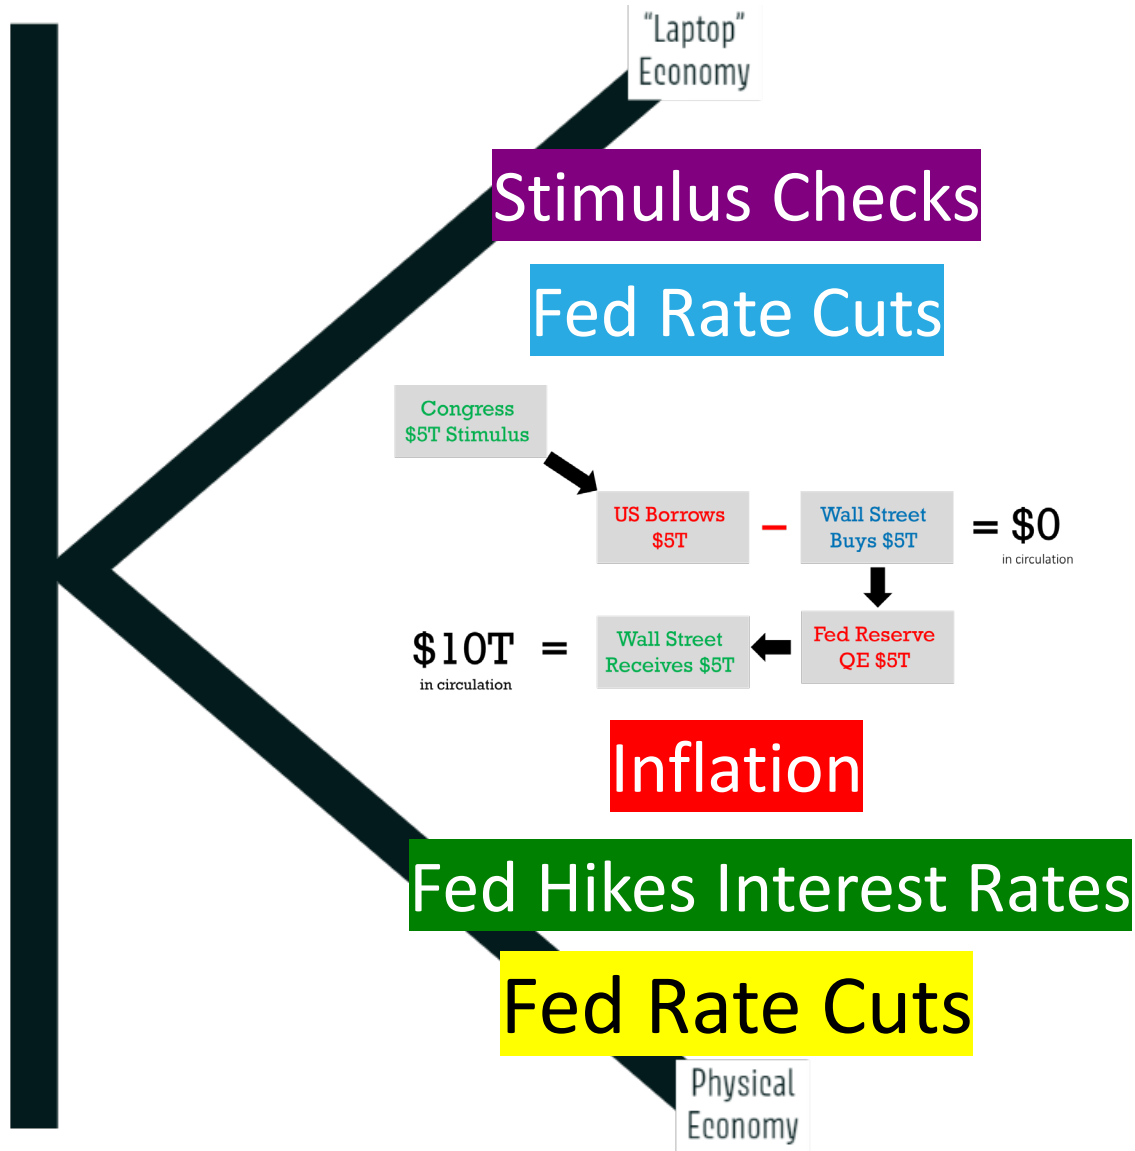 “Laptop”
Economy
Stimulus Checks
Fed Rate Cuts
Congress
$5T Stimulus
US Borrows
$5T
–
Wall Street
Buys $5T
= $0
in circulation
$10T =
in circulation
Wall Street
Receives $5T
Fed Reserve
QE $5T
Inflation
Fed Hikes Interest Rates
Fed Rate Cuts
Physical
Economy